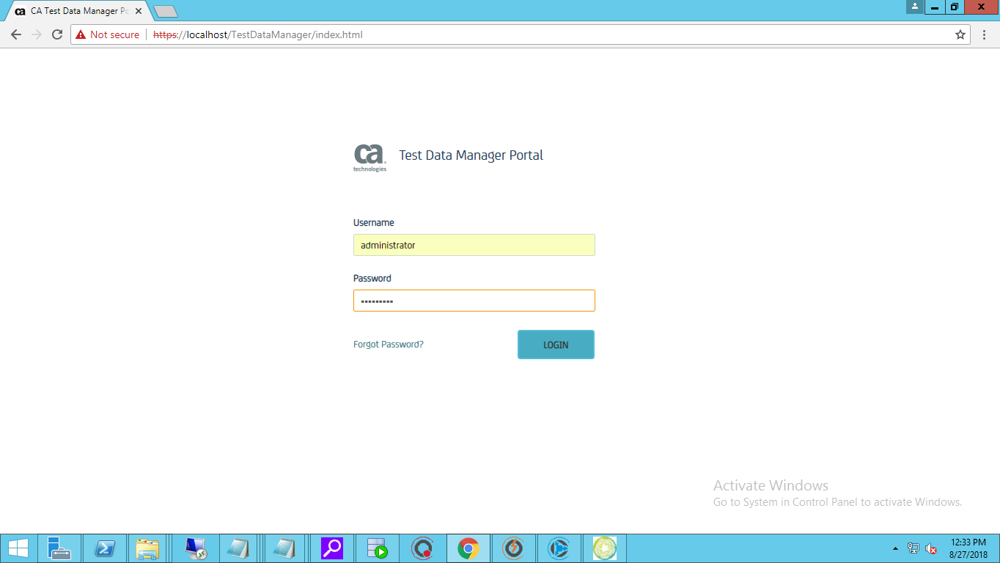 ca CA Test Data Manager Po
Not secure https://localhost/TestDataManager/index.html
ca
technologies
Test Data Manager Portal
Username
administrator
Password
•••••••••
Forgot Password? LOGIN
Activate Windows
Go to System in Control Panel to activate Windows.
12:33 PM
8/27/2018